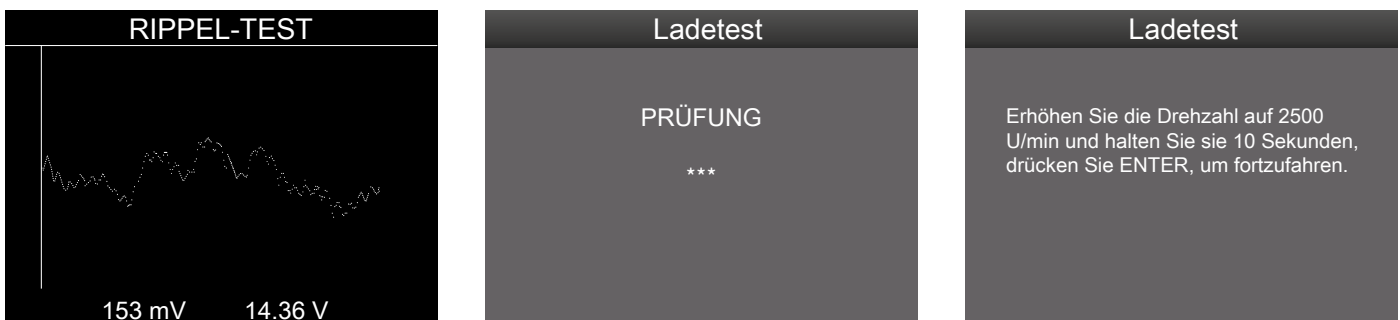 RIPPEL-TEST
153 mV 14.36 V
Ladetest
PRÜFUNG
***
Ladetest
Erhöhen Sie die Drehzahl auf 2500
U/min und halten Sie sie 10 Sekunden,
drücken Sie ENTER, um fortzufahren.